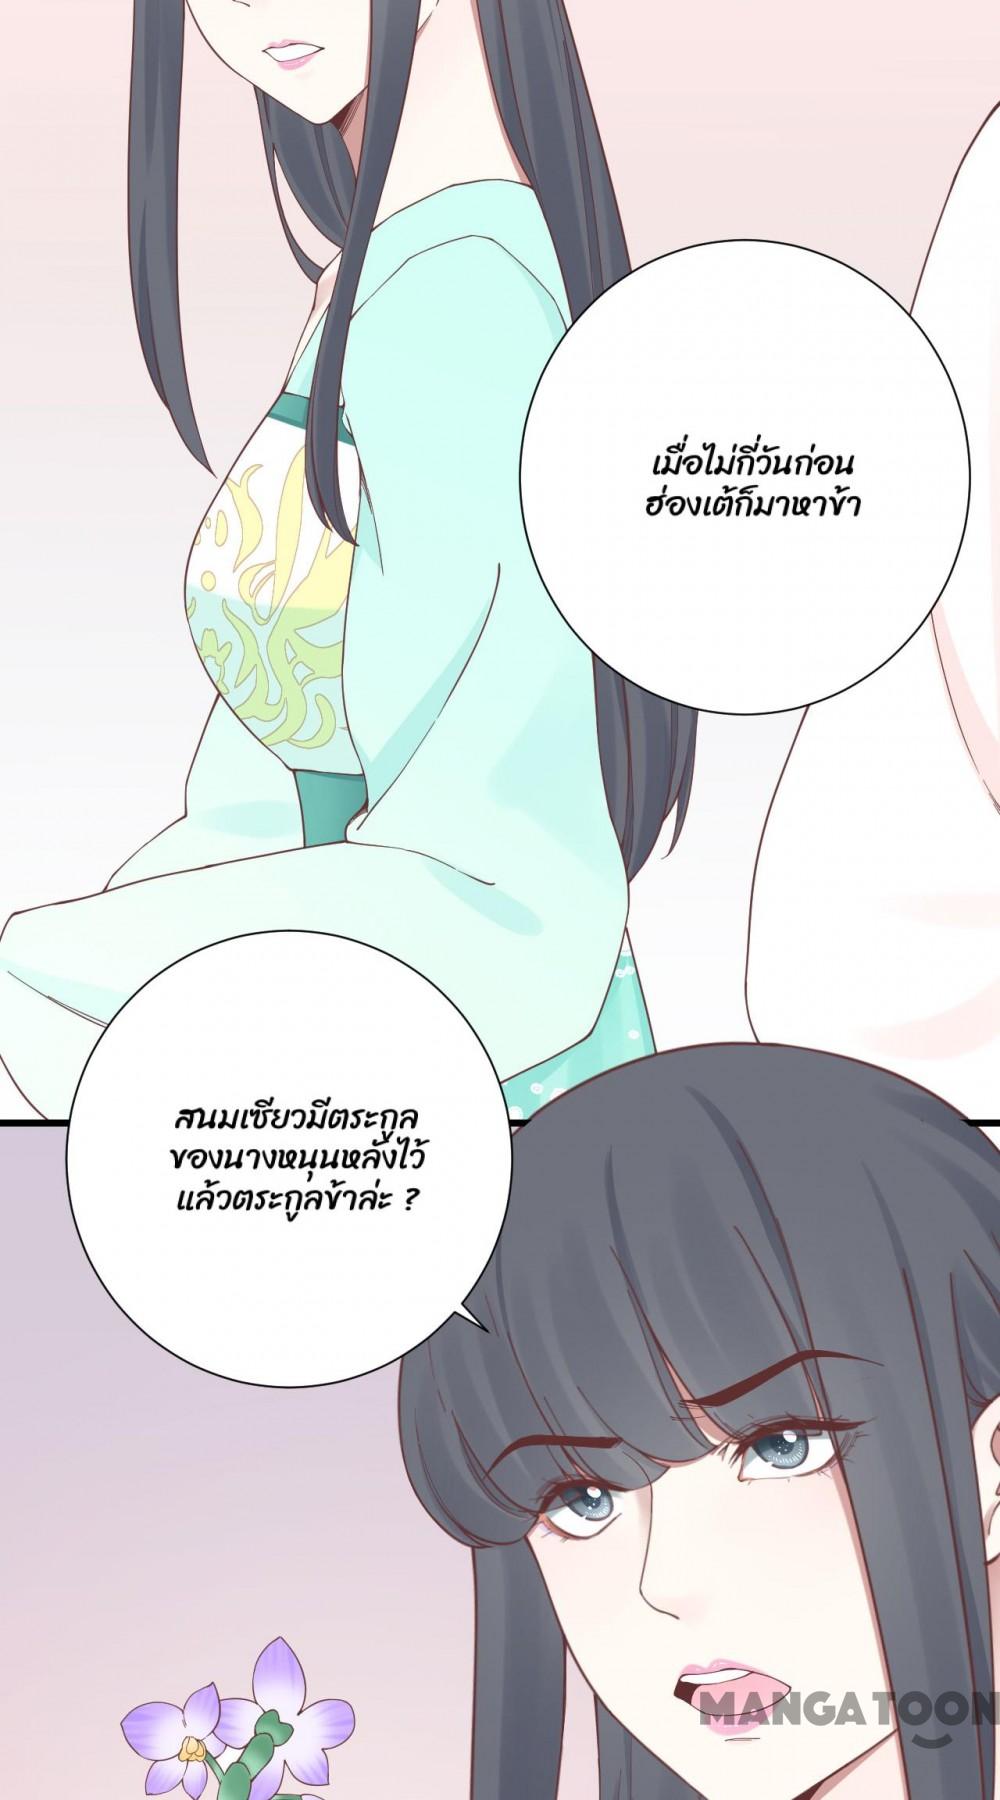 เมื่อไม่กี่วันก่อน
ฮ่องเต้ก็มาหาข้า
สนมเซียวมีตระกูล
ของนางหนุนหลังไว้
แล้วตระกูลข้าล่ะ ?
MANGATOON